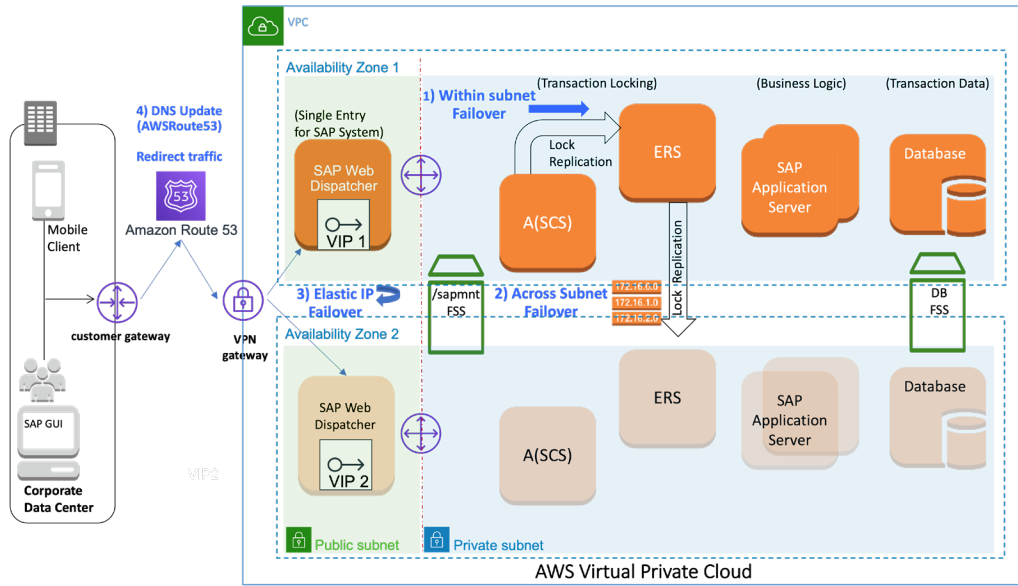 VPC
Availability Zone 1
4) DNS Update
(AWSRoute53)
Redirect traffic
53
Amazon Route 53
Mobile
Client
customer gateway
VPN
gateway
SAP GUI
Corporate
Data Center
VIP2
(Single Entry
for SAP System)
SAP Web
Dispatcher
VIP 1
1) Within subnet
Failover
(Transaction Locking)
Lock
Replication
A(SCS)
ERS
(Business Logic)
SAP
Application
Server
(Transaction Data)
Database
3) Elastic IP
Failover
/sapmnt
FSS
2) Across Subnet
Failover
172.16.0.0
172.16.1.0
172.16.2.0
Lock Replication
DB
FSS
Availability Zone 2
SAP Web
Dispatcher
VIP 2
A(SCS)
ERS
SAP
Application
Server
Database
Public subnet
Private subnet
AWS Virtual Private Cloud